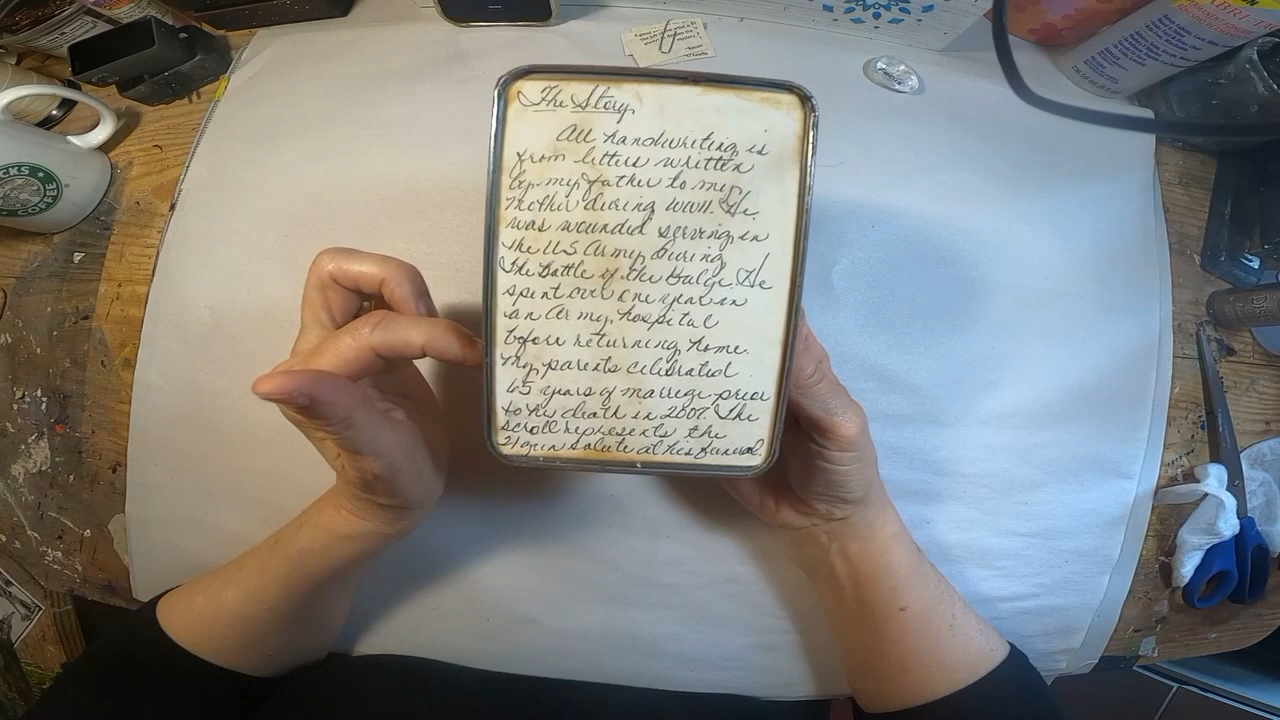 The Story
All handwriting is
from letters written
by my father to my
mother during WWII. He
was wounded serving in
the US Army during
the Battle of the Bulge. He
spent over one year in
an Army hospital
before returning home.
My parents celebrated
65 years of marrige prior
to his death in 2007. The
scroll represents the
21 gun salute at his funeral.
COFFEE